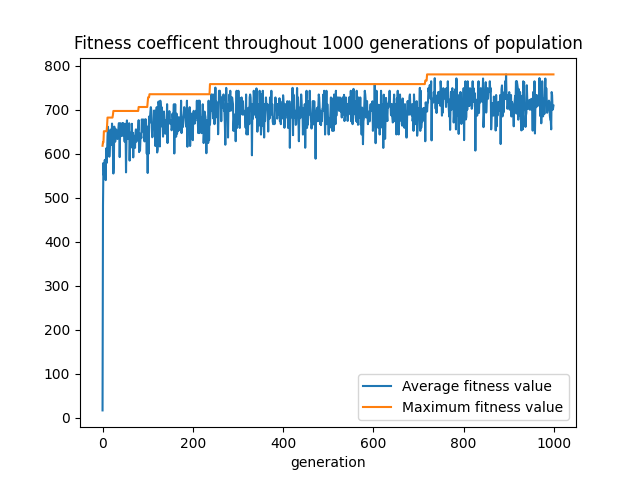 Fitness coefficent throughout 1000 generations of population
800
700
600
500
400
300
200
100
0
0 200 400 600 800 1000
generation
Average fitness value
Maximum fitness value